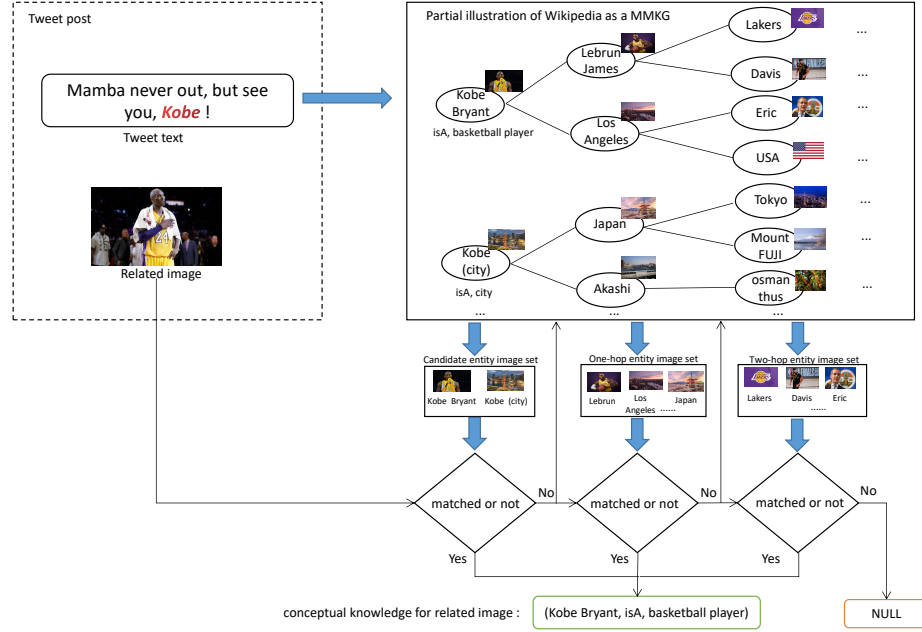 Tweet post
Mamba never out, but see
you, Kobe !
Tweet text
24
Related image
Partial illustration of Wikipedia as a MMKG
Kobe
Bryant
isA, basketball player
Lebrun
James
Los
Angeles
Lakers
...
Davis
...
Eric
...
USA
...
Kobe
(city)
isA, city
...
Japan
Akashi
...
Tokyo
...
Mount
FUJI
...
osman
thus
...
...
Candidate entity image set
Kobe Bryant
Kobe (city)
One-hop entity image set
Lebrun
Los
Angeles
Japan
......
Two-hop entity image set
Lakers
Davis
Eric
......
matched or not
No
matched or not
No
matched or not
No
Yes
Yes
Yes
conceptual knowledge for related image :
(Kobe Bryant, isA, basketball player)
NULL